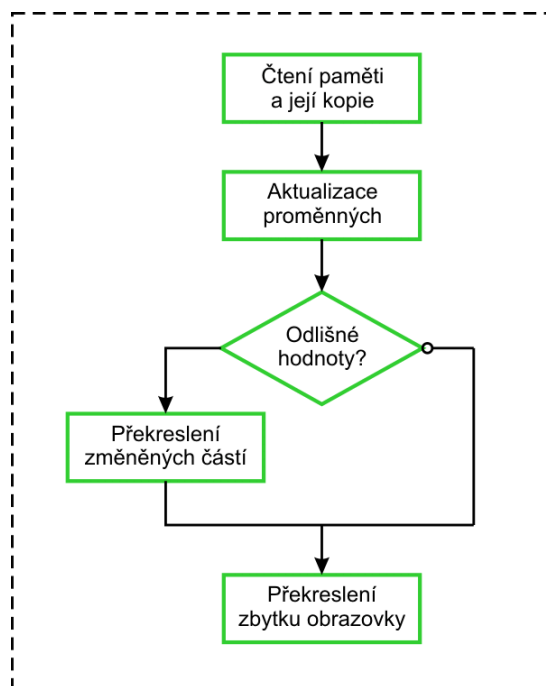 Čtení paměti
a její kopie
Aktualizace
proměnných
Odlišné
hodnoty?
Překreslení
změněných částí
Překreslení
zbytku obrazovky